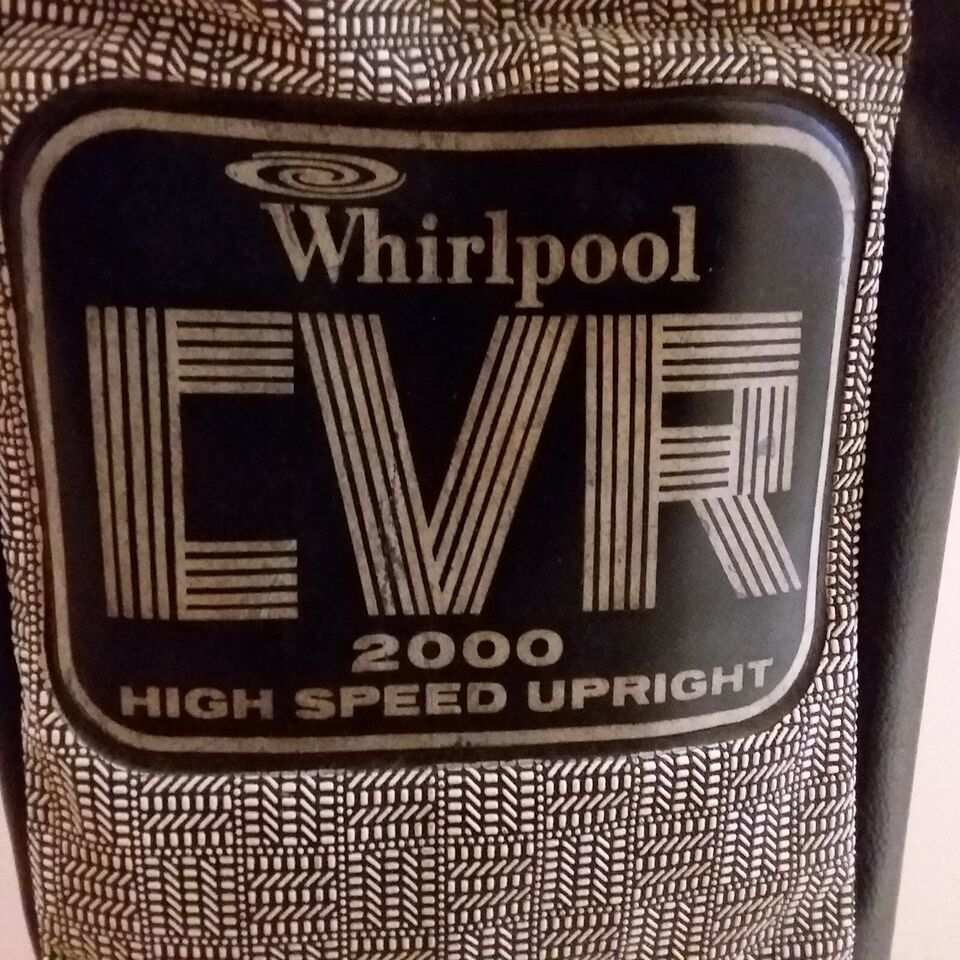 Whirlpool
CVR
2000
HIGH SPEED UPRIGHT